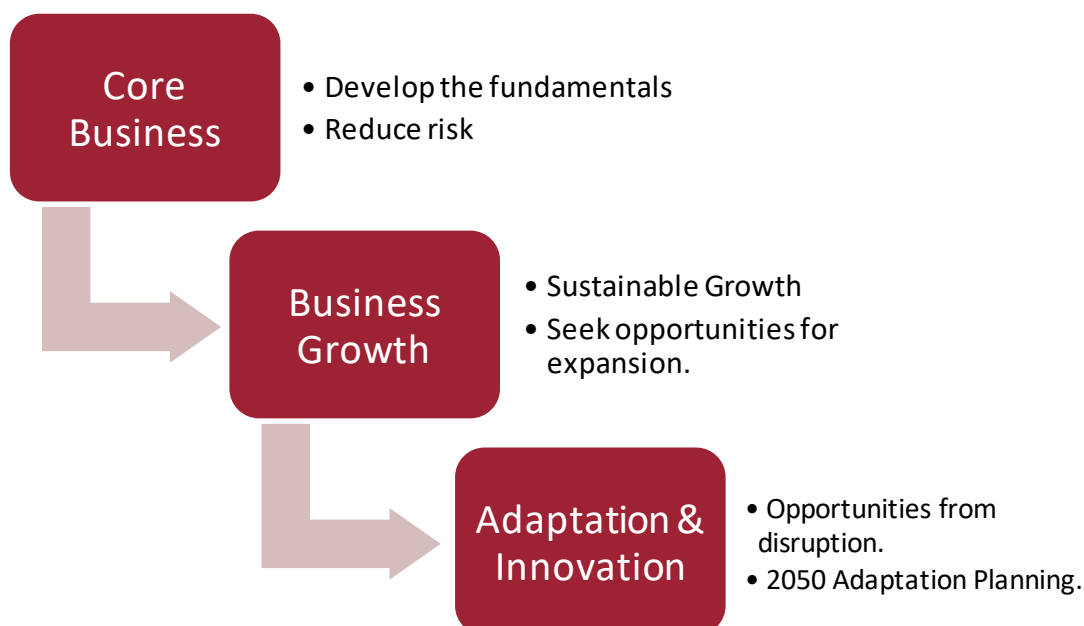 Core
Business
• Develop the fundamentals
• Reduce risk
Business
Growth
• Sustainable Growth
• Seek opportunities for
expansion.
Adaptation &
Innovation
• Opportunities from
disruption.
• 2050 Adaptation Planning.